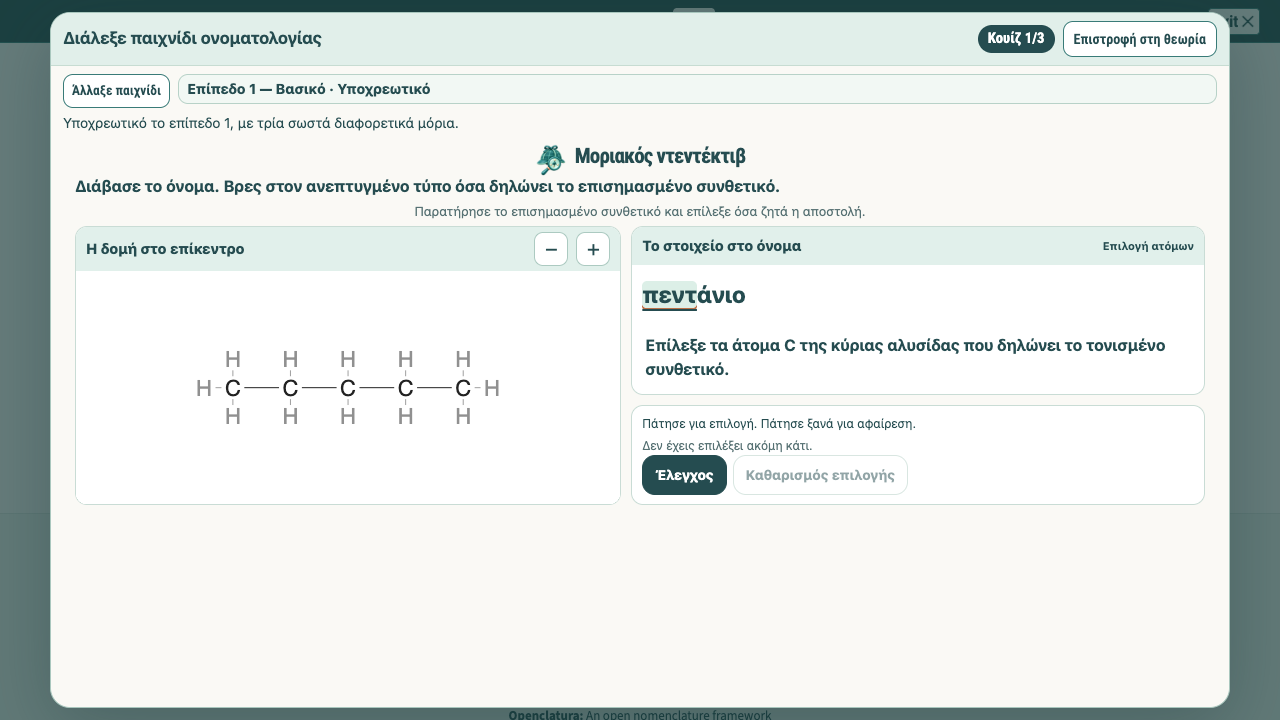 Διάλεξε παιχνίδι ονοματολογίας
Κουίζ 1/3
Επιστροφή στη θεωρία
Άλλαξε παιχνίδι
Επίπεδο 1 — Βασικό · Υποχρεωτικό
Υποχρεωτικό το επίπεδο 1, με τρία σωστά διαφορετικά μόρια.
Μοριακός ντετέκτιβ
Διάβασε το όνομα. Βρες στον ανεπτυγμένο τύπο όσα δηλώνει το επισημασμένο συνθετικό.
Παρατήρησε το επισημασμένο συνθετικό και επίλεξε όσα ζητά η αποστολή.
Η δομή στο επίκεντρο
− +
H H H H H
H C C C C C H
H H H H H
Το στοιχείο στο όνομα
Επιλογή ατόμων
πεντάνιο
Επίλεξε τα άτομα C της κύριας αλυσίδας που δηλώνει το τονισμένο
συνθετικό.
Πάτησε για επιλογή. Πάτησε ξανά για αφαίρεση.
Δεν έχεις επιλέξει ακόμη κάτι.
Έλεγχος
Καθαρισμός επιλογής
Openclatura: An open nomenclature framework